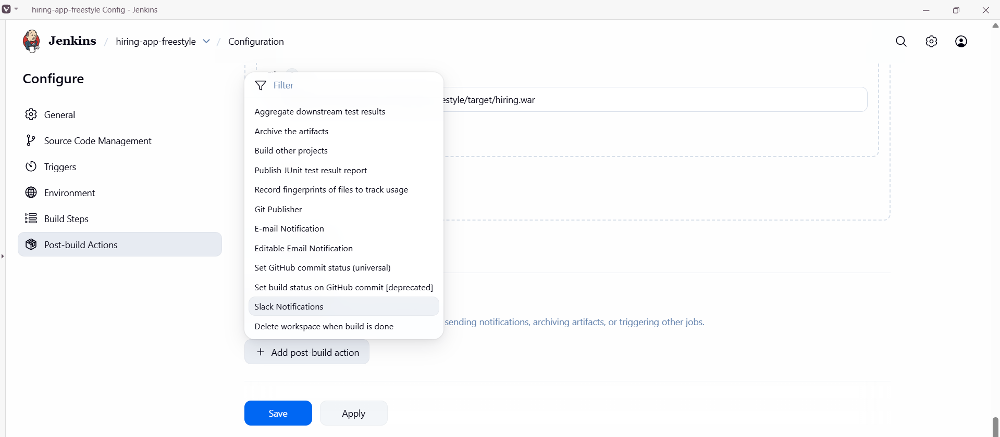 hiring-app-freestyle Config - Jenkins
Jenkins / hiring-app-freestyle / Configuration
Configure
General
Source Code Management
Triggers
Environment
Build Steps
Post-build Actions
Filter
estyle/target/hiring.war
Aggregate downstream test results
Archive the artifacts
Build other projects
Publish JUnit test result report
Record fingerprints of files to track usage
Git Publisher
E-mail Notification
Editable Email Notification
Set GitHub commit status (universal)
Set build status on GitHub commit [deprecated]
Slack Notifications
Delete workspace when build is done
sending notifications, archiving artifacts, or triggering other jobs.
+ Add post-build action
Save
Apply